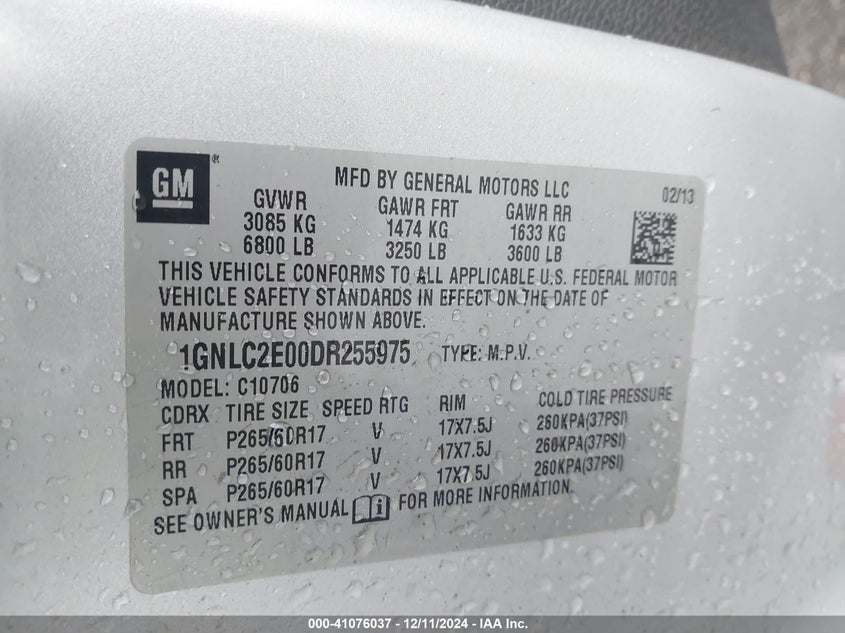 GM®
MFD BY GENERAL MOTORS LLC
02/13
GVWR GAWR FRT GAWR RR
3085 KG 1474 KG 1633 KG
6800 LB 3250 LB 3600 LB
THIS VEHICLE CONFORMS TO ALL APPLICABLE U.S. FEDERAL MOTOR
VEHICLE SAFETY STANDARDS IN EFFECT ON THE DATE OF
MANUFACTURE SHOWN ABOVE.
1GNLC2E00DR255975 TYPE: M.P.V.
MODEL: C10706
CDRX TIRE SIZE SPEED RTG RIM COLD TIRE PRESSURE
FRT P265/60R17 V 17X7.5J 260KPA(37PSI)
RR P265/60R17 V 17X7.5J 260KPA(37PSI)
SPA P265/60R17 V 17X7.5J 260KPA(37PSI)
SEE OWNER'S MANUAL i FOR MORE INFORMATION.
000-41076037 - 12/11/2024 - IAA Inc.